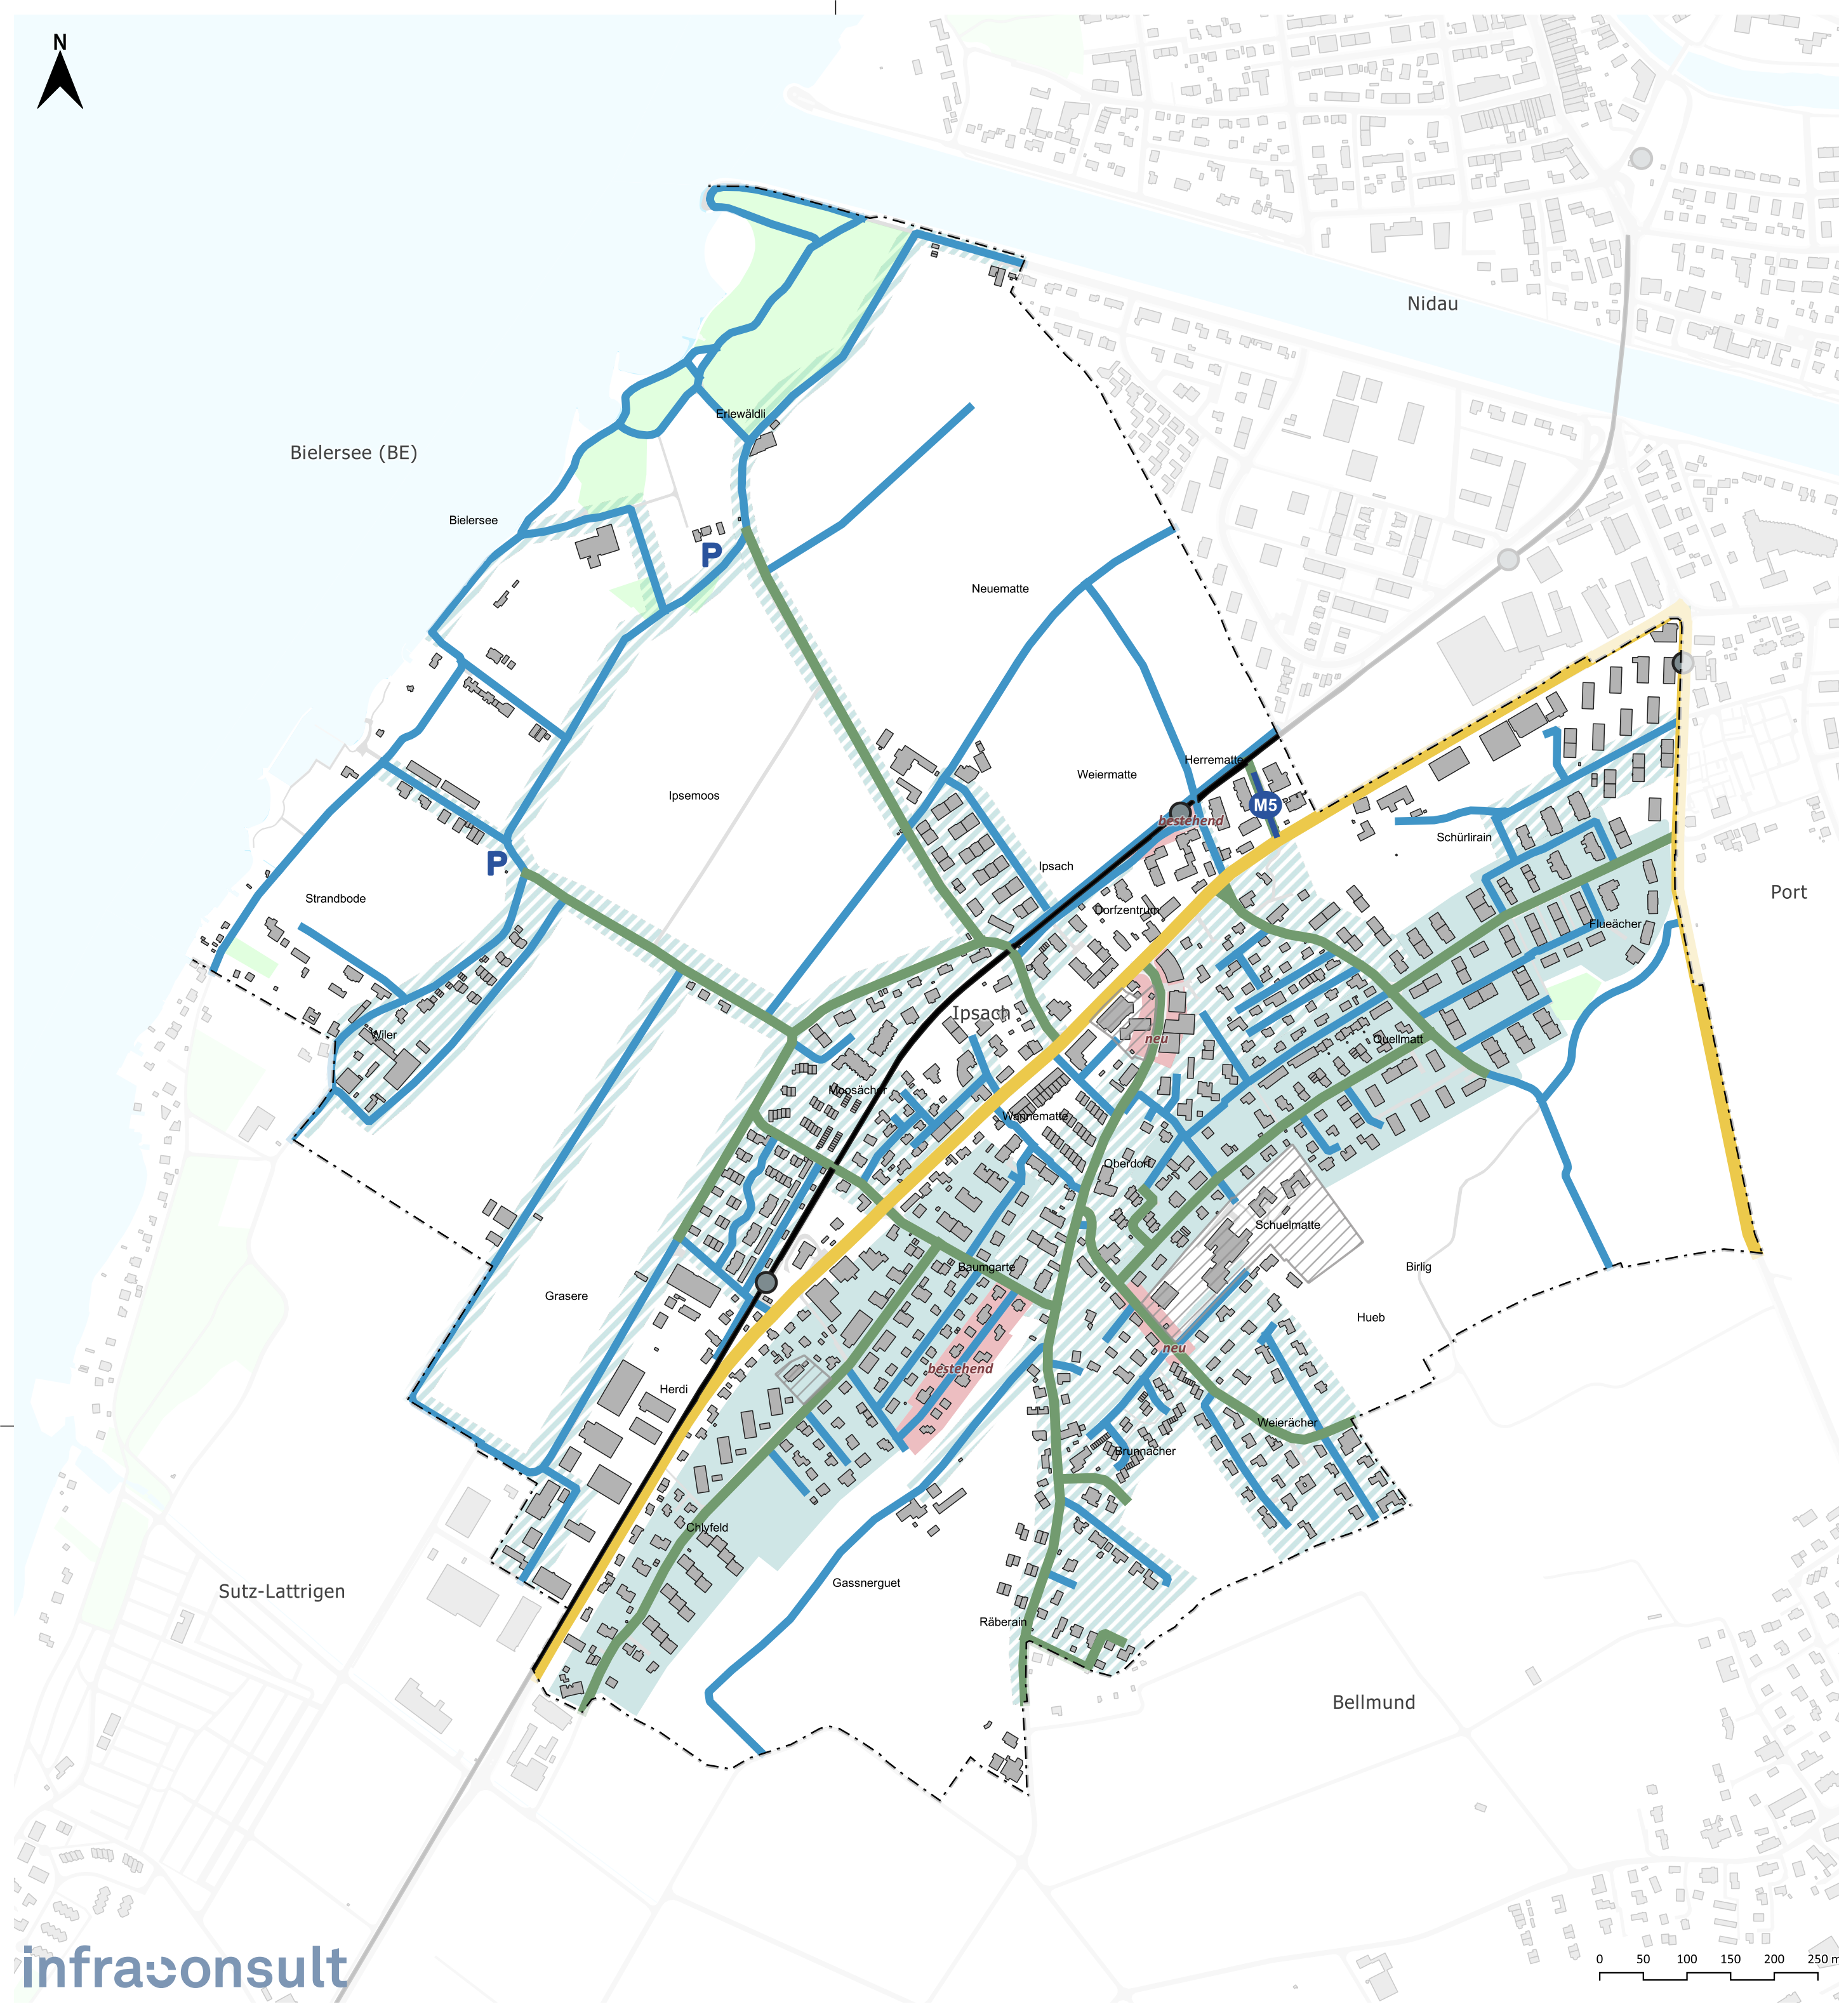 N
Nidau
Erlewäldli
Bielersee (BE)
Bielersee
P
Neuematte
Herrematte
Weiermatte
Ipsemoos
M5
bestehend
Schürlirain
Ipsach
P
Port
Strandbode
Dorfzentrum
Flueächer
Ipsach
Wiler
neu
Quellmatt
Moosächer
Wannematte
Oberdorf
Schuelmatte
Baumgarte
Birlig
Grasere
Hueb
neu
bestehend
Herdi
Weierächer
Brunnächer
Chlyfeld
Gassnerguet
Sutz-Lattrigen
Räberain
Bellmund
infraconsult
0 50 100 150 200 250 m